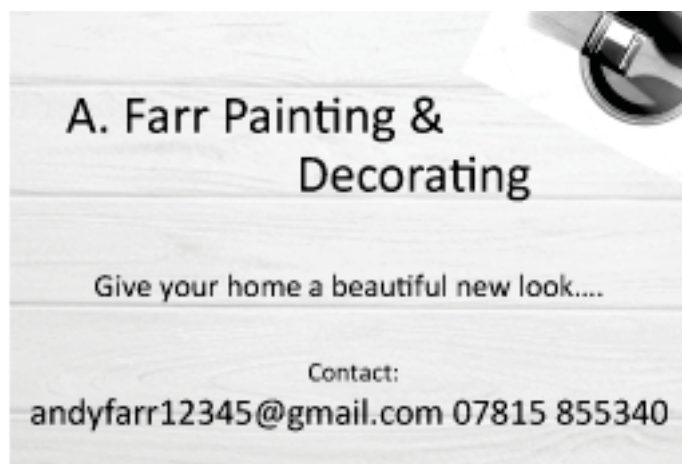 A. Farr Painting &
Decorating
Give your home a beautiful new look....
Contact:
andyfarr12345@gmail.com 07815 855340